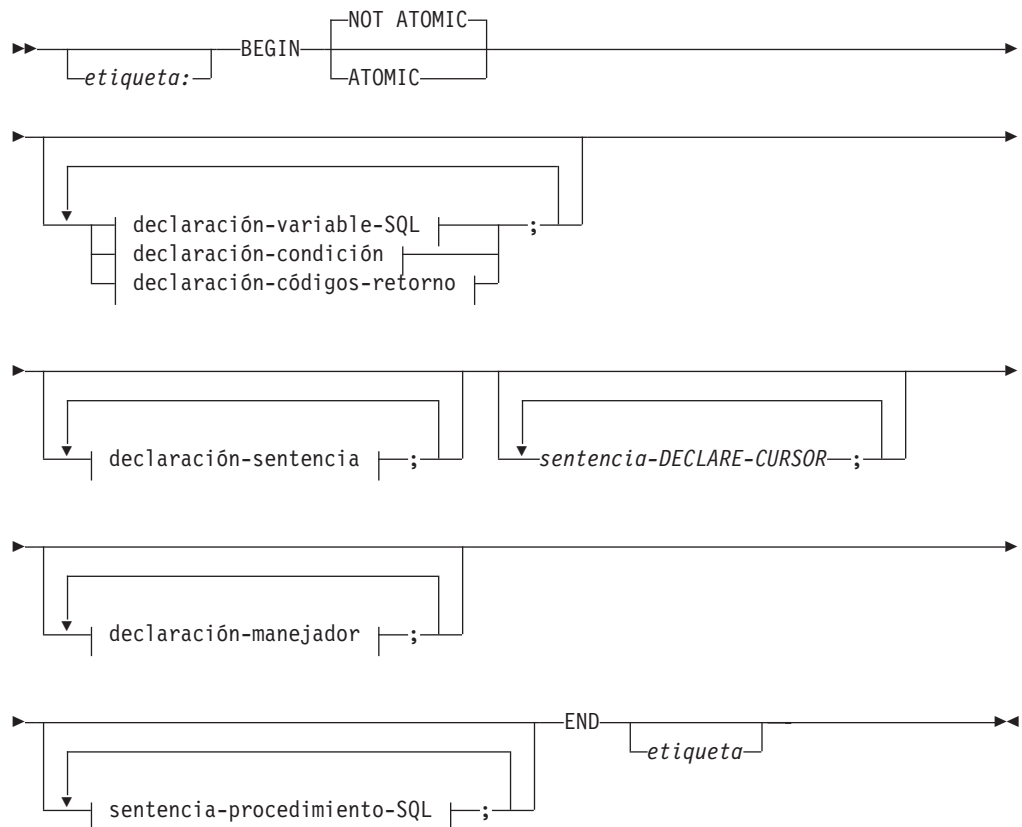 NOT ATOMIC
etiqueta: BEGIN
ATOMIC
declaración-variable-SQL ;
declaración-condición
declaración-códigos-retorno
declaración-sentencia ; sentencia-DECLARE-CURSOR ;
declaración-manejador ;
END
etiqueta
sentencia-procedimiento-SQL ;